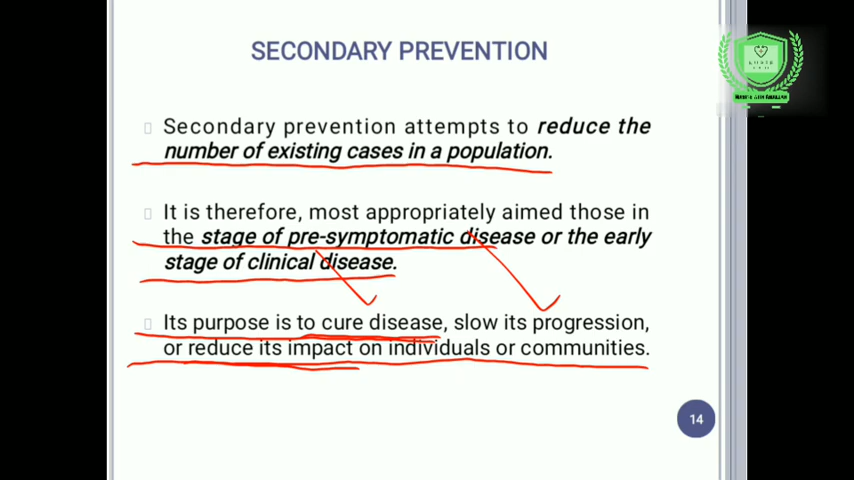 SECONDARY PREVENTION
Secondary prevention attempts to reduce the
number of existing cases in a population.
It is therefore, most appropriately aimed those in
the stage of pre-symptomatic disease or the early
stage of clinical disease.
Its purpose is to cure disease, slow its progression,
or reduce its impact on individuals or communities.
14